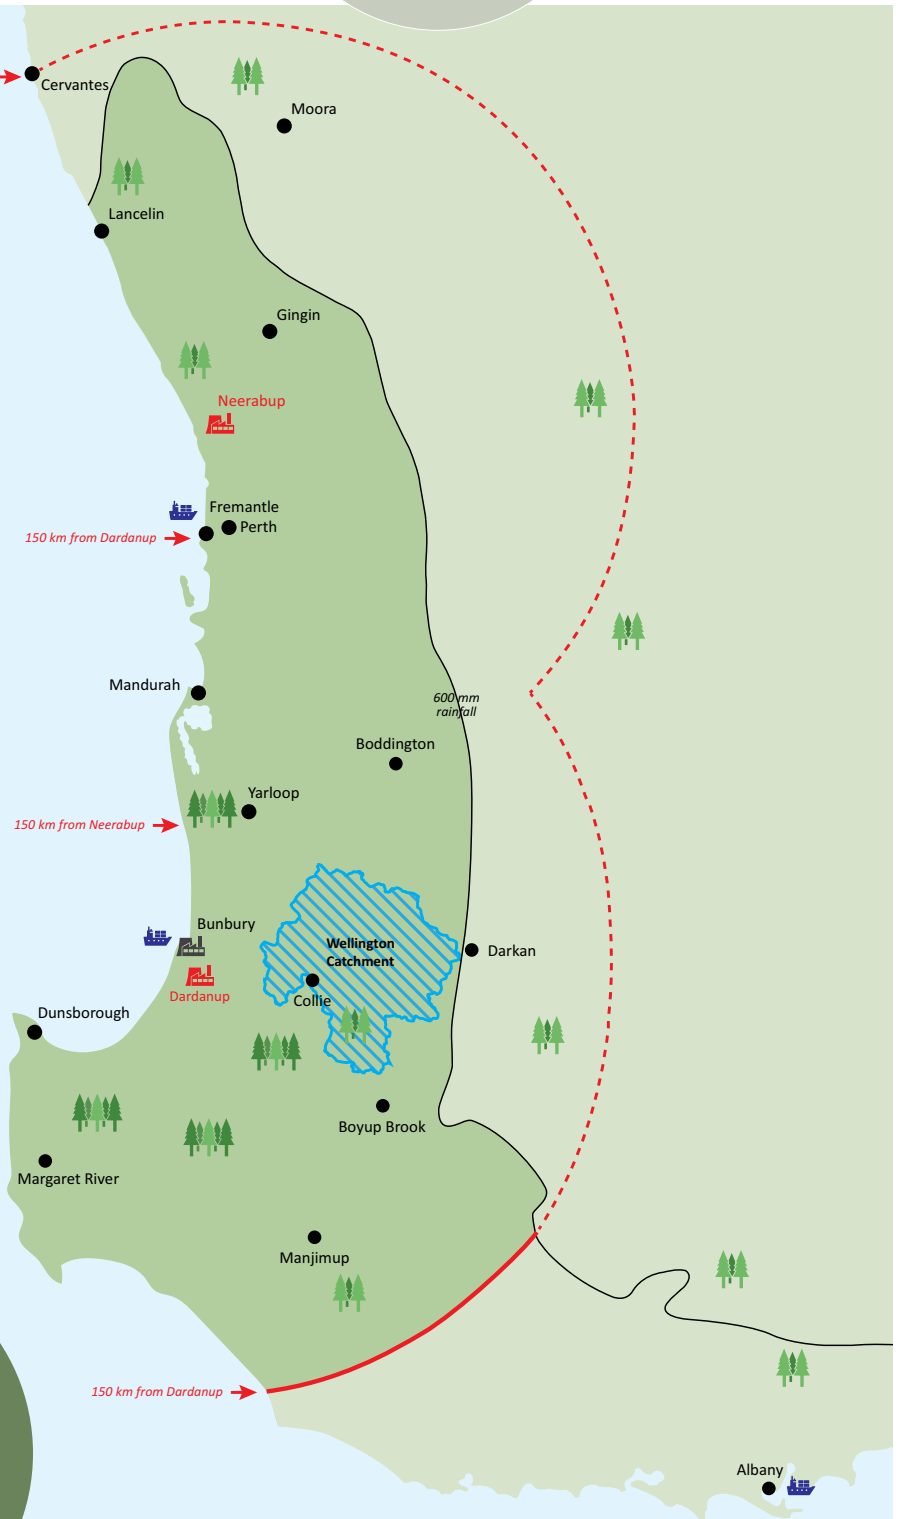 Cervantes
Moora
Lancelin
Gingin
Neerabup
Fremantle
Perth
150 km from Dardanup
Mandurah
600 mm
rainfall
Boddington
Yarloop
150 km from Neerabup
Bunbury
Wellington
Catchment
Darkan
Dardanup
Collie
Dunsborough
Boyup Brook
Margaret River
Manjimup
150 km from Dardanup
Albany